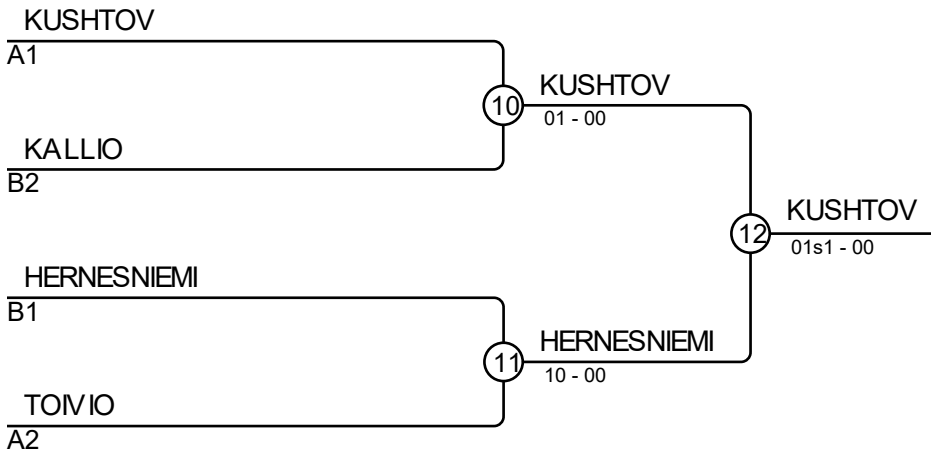 KUSHTOV
A1
10
KUSHTOV
01 - 00
KALLIO
B2
12
KUSHTOV
01s1 - 00
HERNESNIEMI
B1
11
HERNESNIEMI
10 - 00
TOIVIO
A2